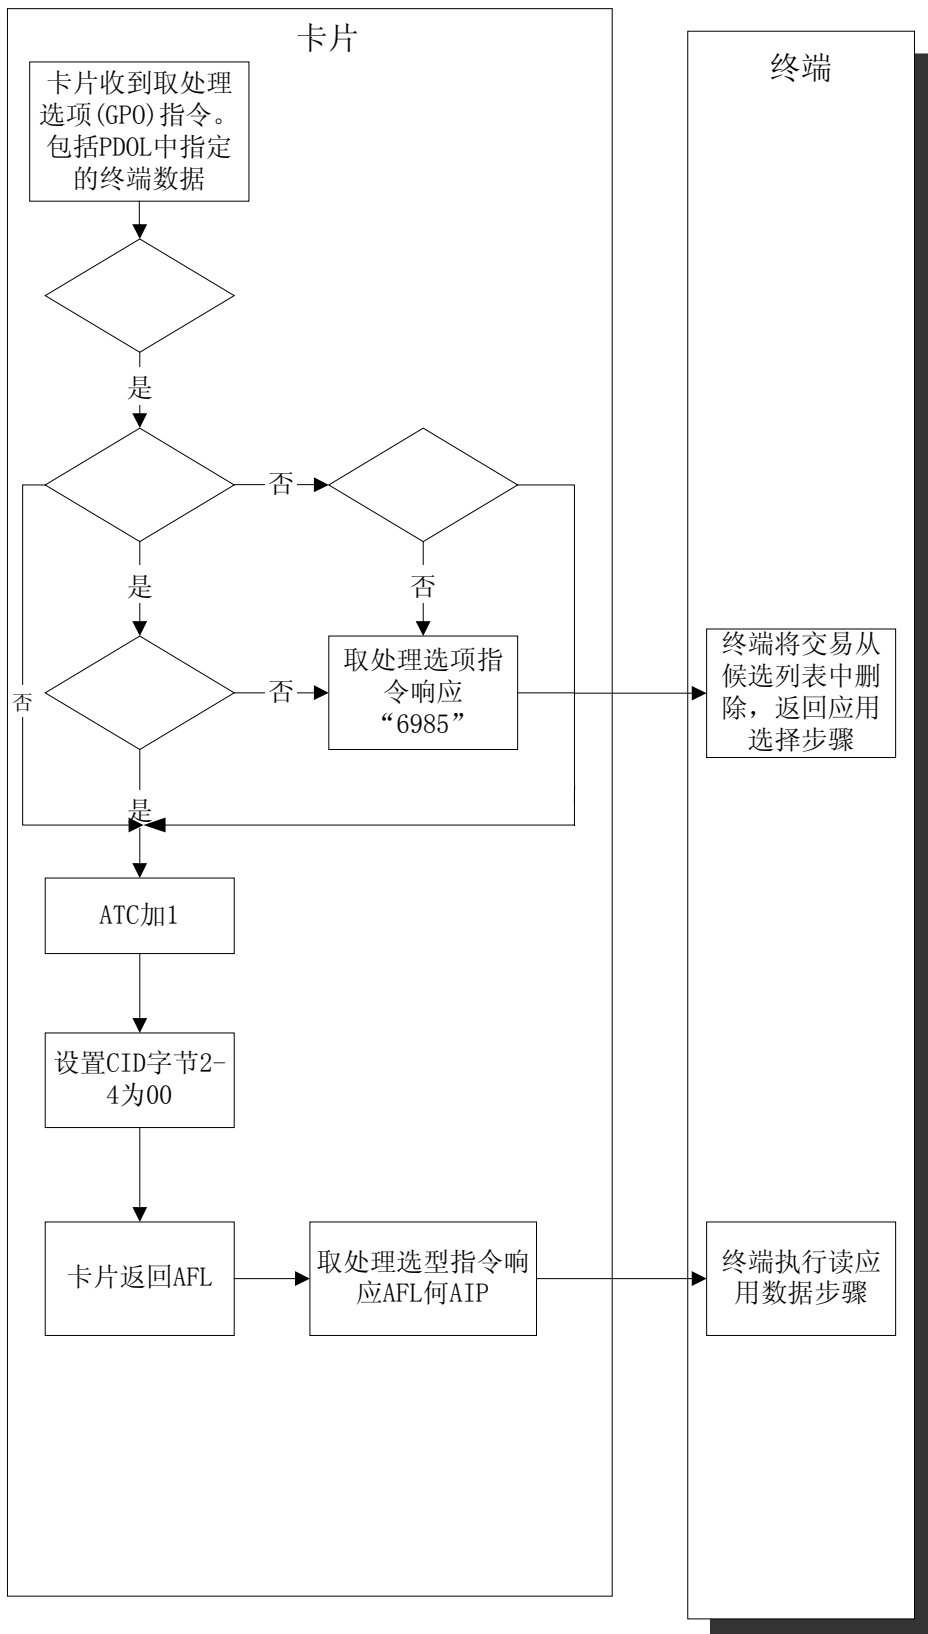 卡片
终端
卡片收到取处理
选项(GPO)指令。
包括PDOL中指定
的终端数据
是
否
是
否
否
取处理选项指
令响应
“6985”
终端将交易从
候选列表中删
除，返回应用
选择步骤
否
是
ATC加1
设置CID字节2-
4为00
卡片返回AFL
取处理选型指令响
应AFL何AIP
终端执行读应
用数据步骤